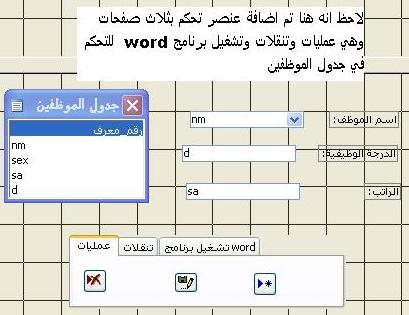 لاحظ انه هنا تم اضافة عنصر تحكم بثلاث صفحات
وهي عمليات وتنقلات وتشغيل برنامج word للتحكم
في جدول الموظفين
جدول الموظفين
رقم_معرف
nm
sex
sa
d
اسم الموظف: nm
الدرجة الوظيفية: d
الراتب: sa
عمليات تنقلات تشغيل برنامج word